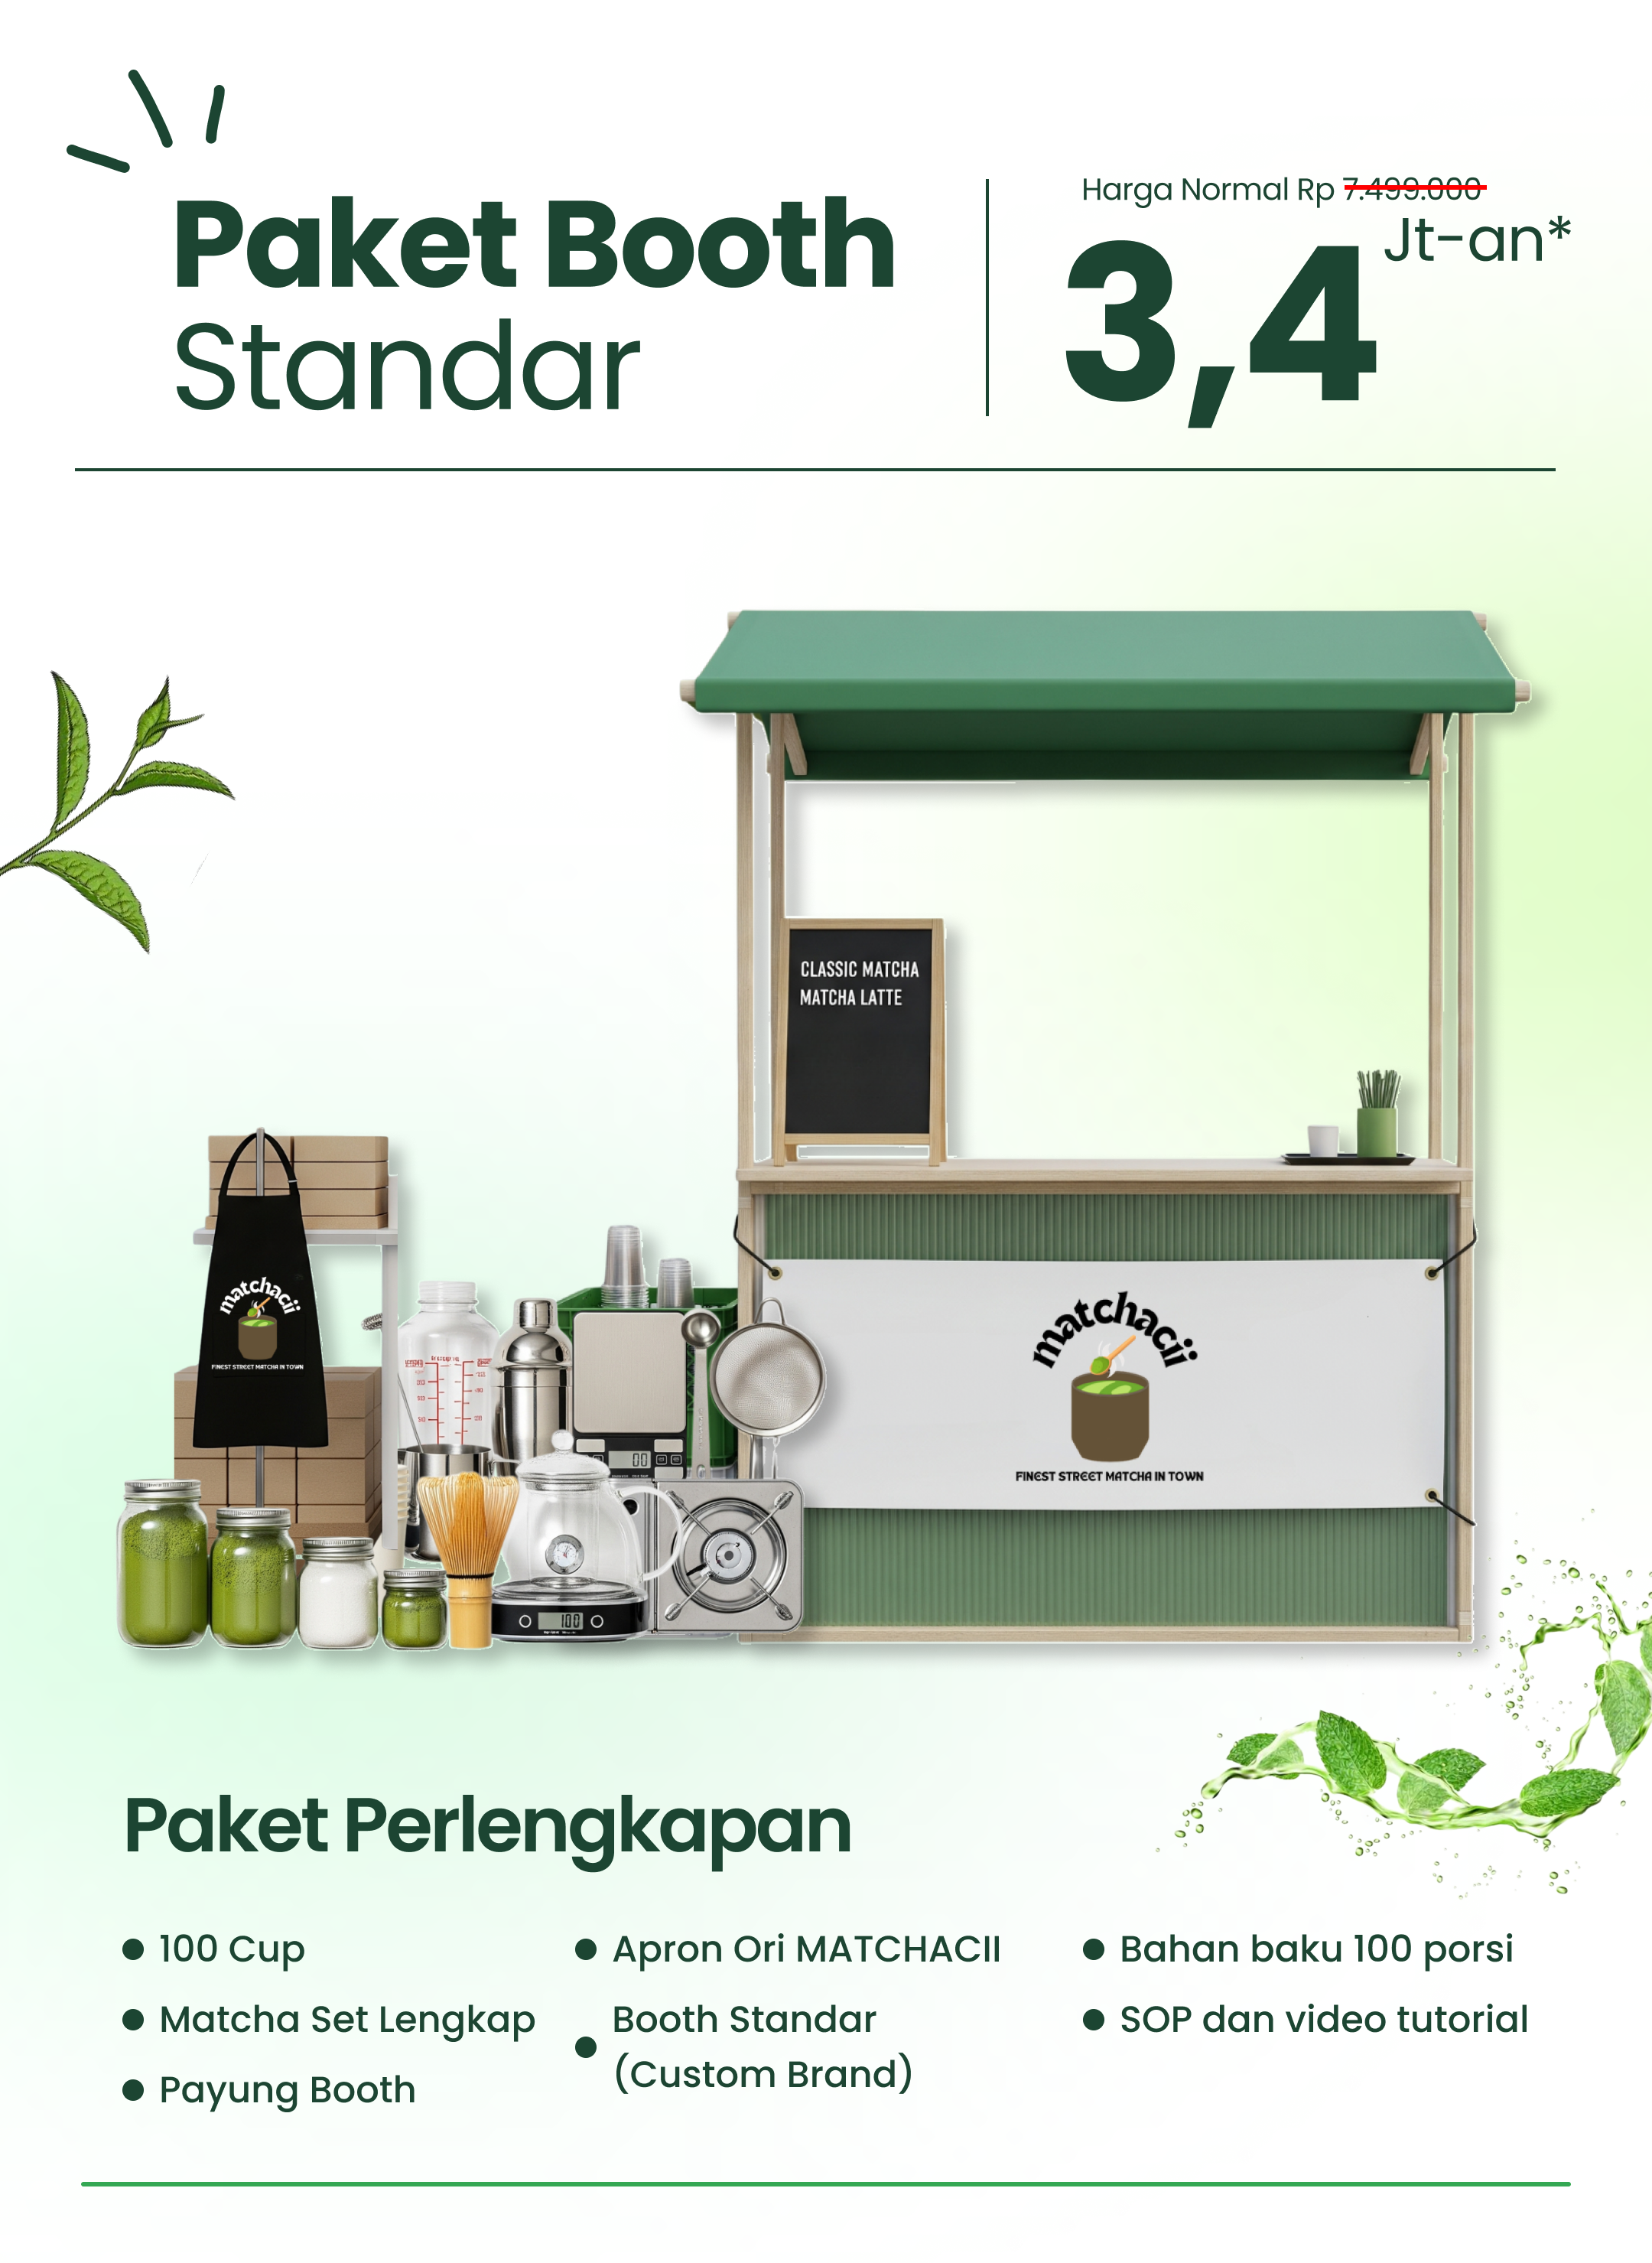 Paket Booth
Standar
Harga Normal Rp 7.499.000
3,4 Jt-an*
CLASSIC MATCHA
MATCHA LATTE
matchacii
FINEST STREET MATCHA IN TOWN
matchacii
FINEST STREET MATCHA IN TOWN
00
100
Paket Perlengkapan
100 Cup
Matcha Set Lengkap
Payung Booth
Apron Ori MATCHACII
Booth Standar
(Custom Brand)
Bahan baku 100 porsi
SOP dan video tutorial